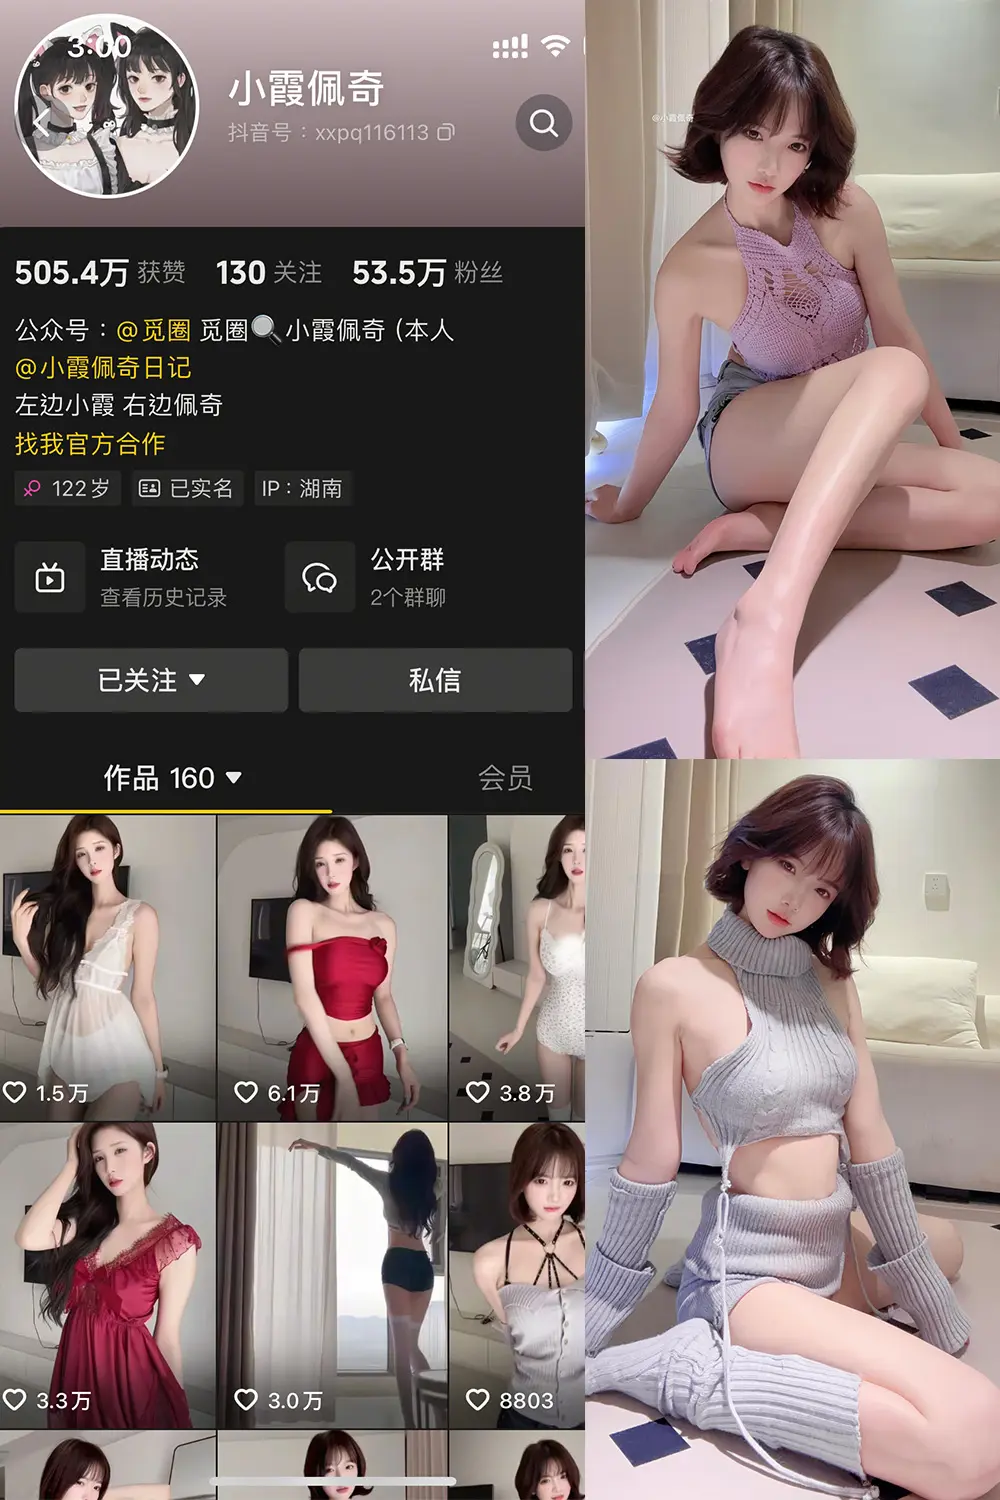 3:00
小霞佩奇
抖音号：xxpq116113
505.4万 获赞 130 关注 53.5万 粉丝
公众号：@觅圈 觅圈🔍小霞佩奇 (本人
@小霞佩奇日记
左边小霞 右边佩奇
找我官方合作
122岁 已实名 IP：湖南
直播动态 公开群
查看历史记录 2个群聊
已关注 私信
作品 160 会员
1.5万 6.1万 3.8万
3.3万 3.0万 8803
@小霞佩奇